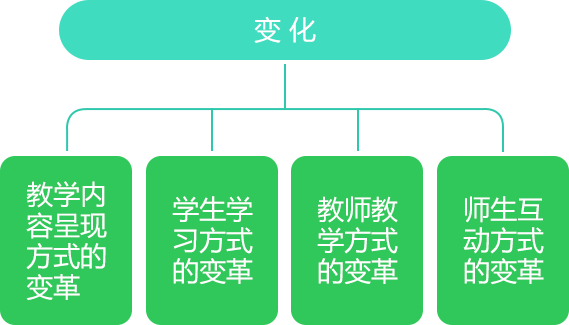 变化
教学内
容呈现
方式的
变革
学生学
习方式
的变革
教师教
学方式
的变革
师生互
动方式
的变革